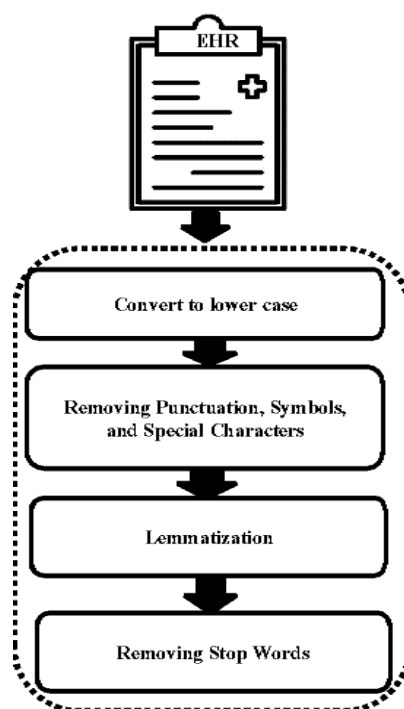 EHR
Convert to lower case
Removing Punctuation, Symbols,
and Special Characters
Lemmatization
Removing Stop Words